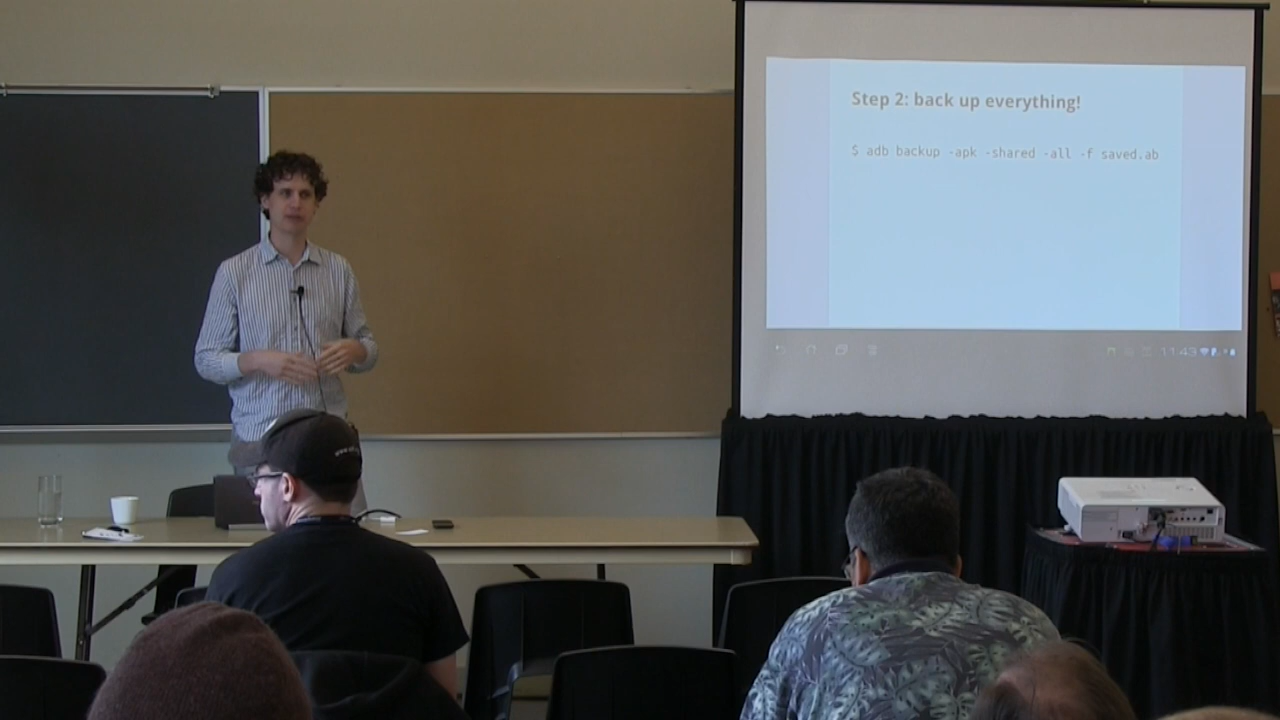 Step 2: back up everything!
$ adb backup -apk -shared -all -f saved.ab
11:43